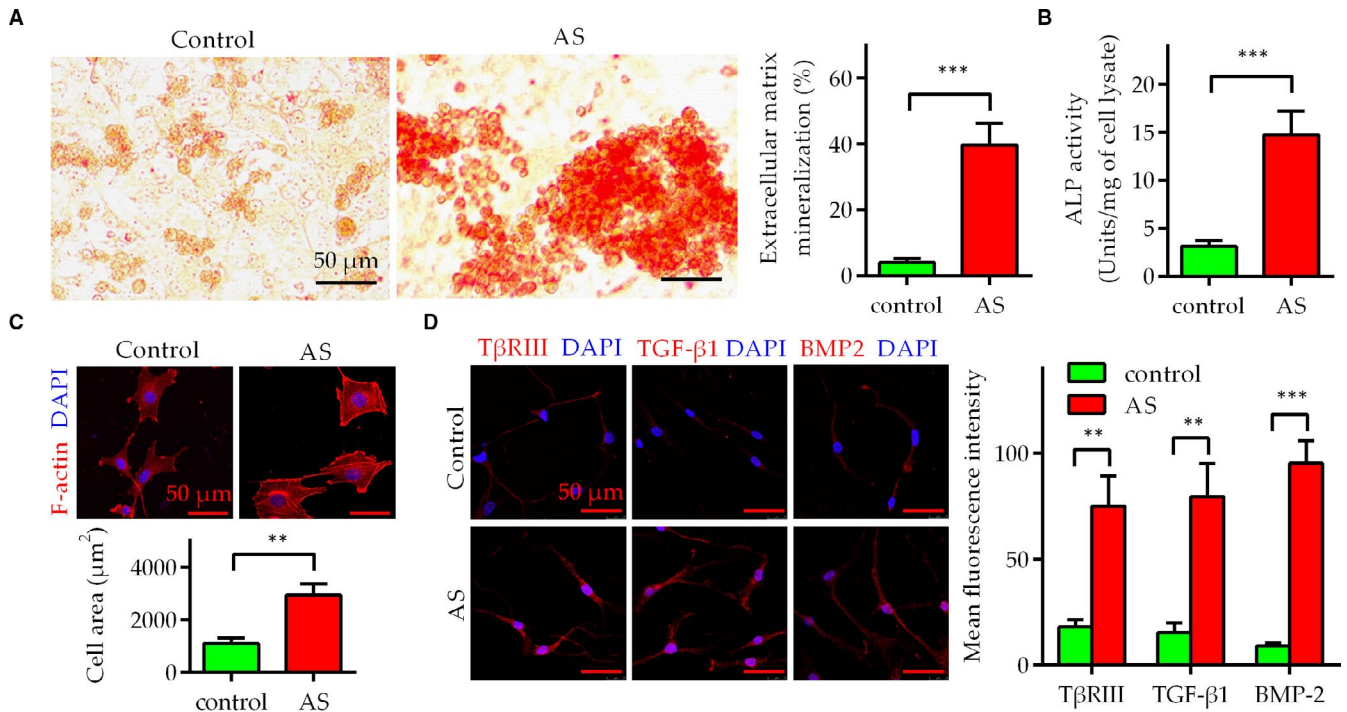 A
Control
AS
50 µm
Extracellular matrix
mineralization (%)
60
40
20
0
***
control
AS
B
ALP activity
(Units/mg of cell lysate)
20
15
10
5
0
***
control
AS
C
Control
AS
F-actin DAPI
50 µm
Cell area (µm²)
4000
2000
0
**
control
AS
D
TβRIII DAPI
TGF-β1 DAPI
BMP2 DAPI
Control
50 µm
AS
Mean fluorescence intensity
100
50
0
control
AS
**
**
***
TβRIII
TGF-β1
BMP-2